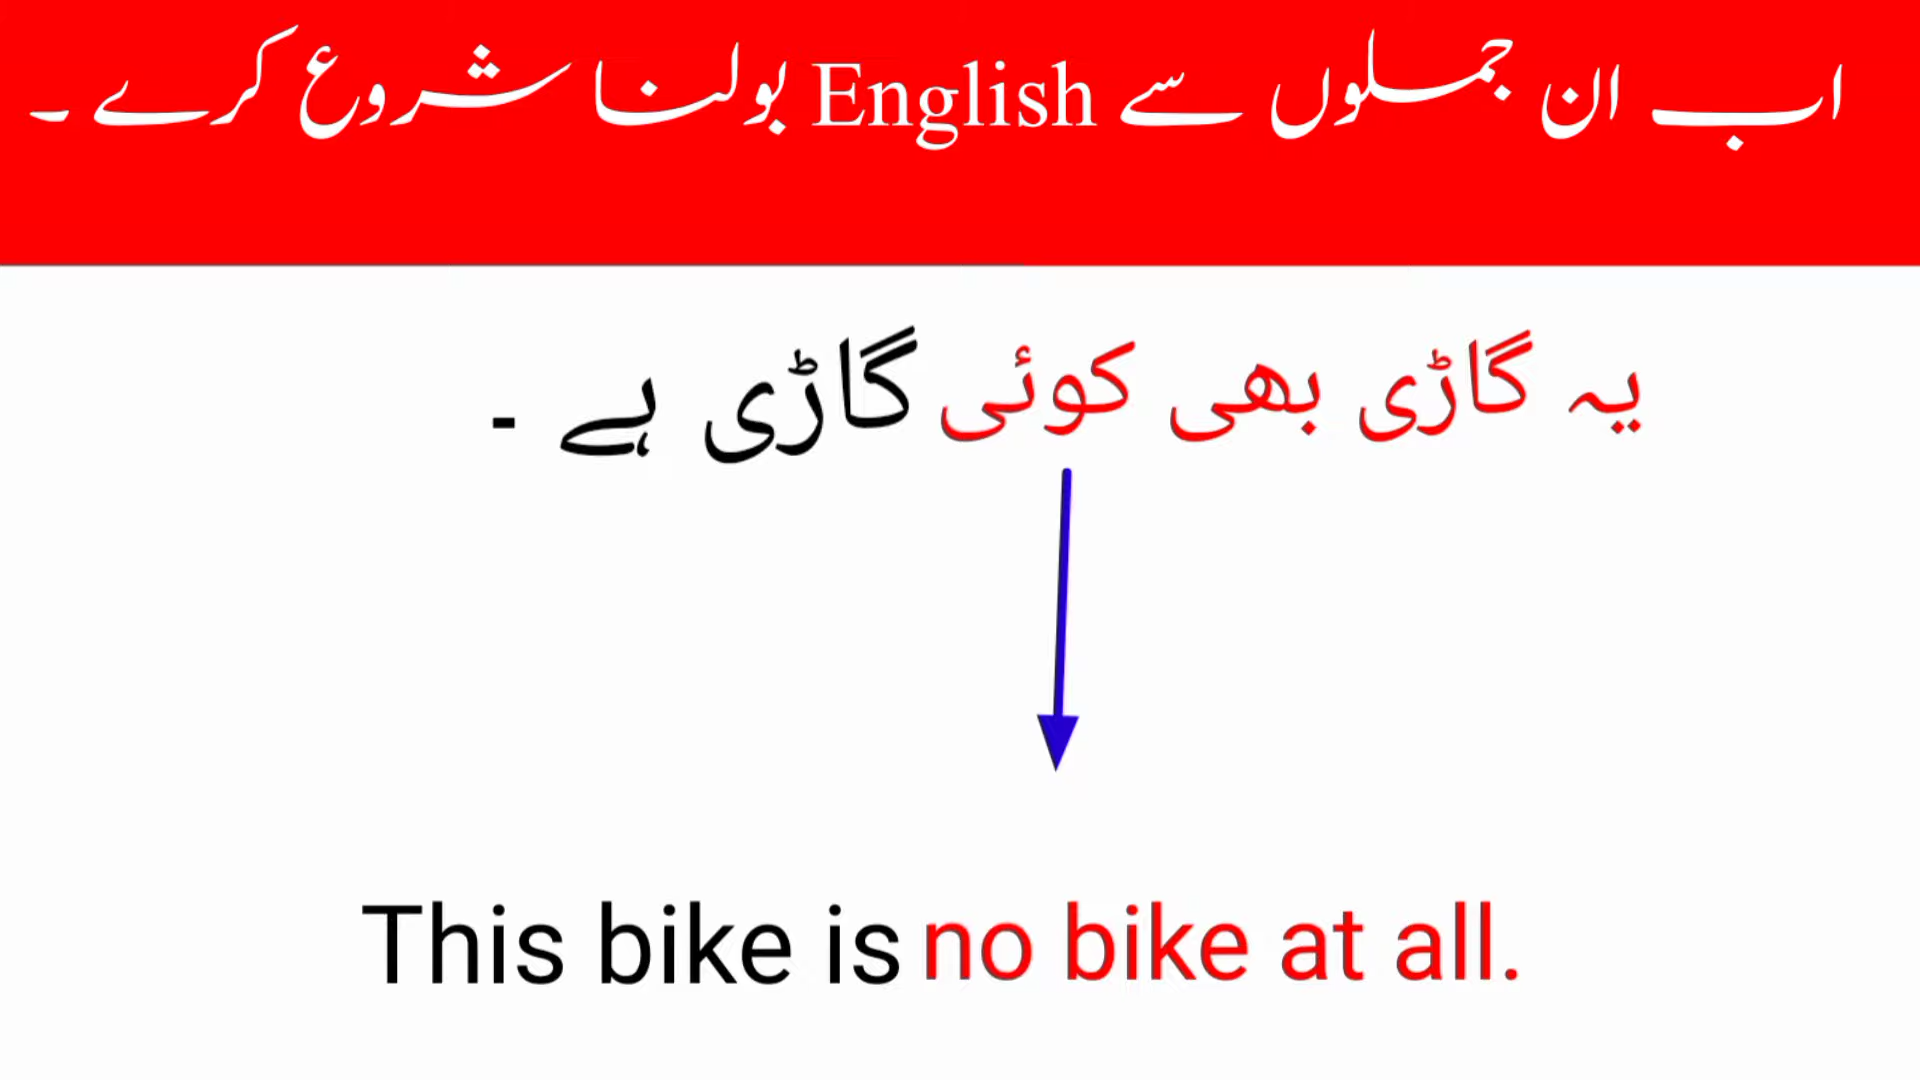 اب ان جملوں سے English بولنا شروع کرے ۔
یہ گاڑی بھی کوئی گاڑی ہے ۔
This bike is no bike at all.